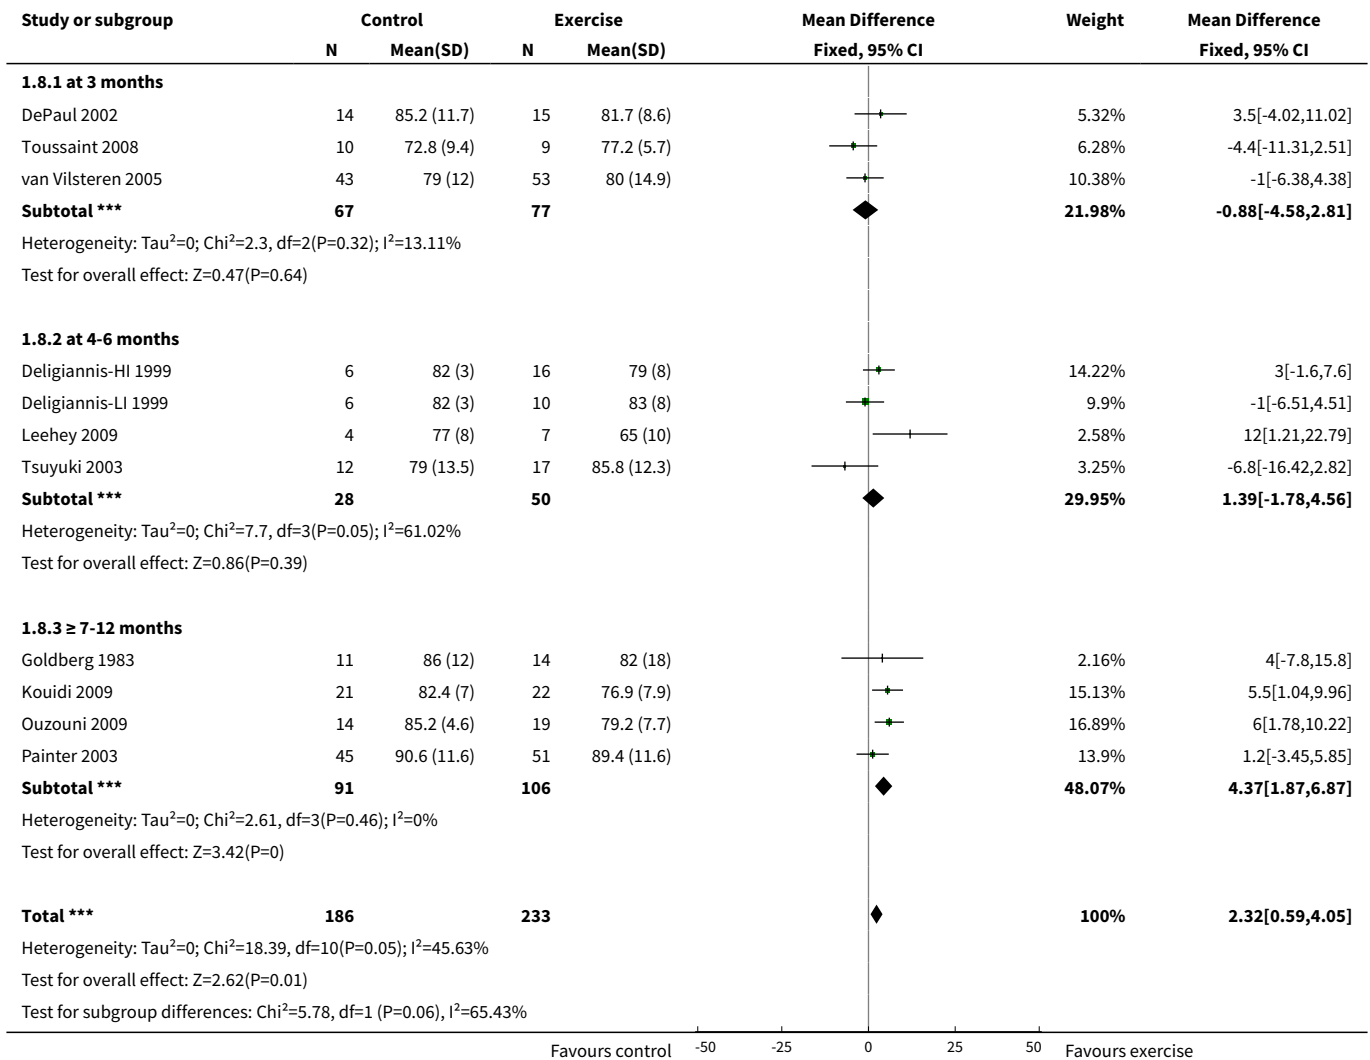 Study or subgroup Control Exercise Mean Difference Weight Mean Difference
N Mean(SD) N Mean(SD) Fixed, 95% CI Fixed, 95% CI
1.8.1 at 3 months
DePaul 2002 14 85.2 (11.7) 15 81.7 (8.6) 5.32% 3.5[-4.02,11.02]
Toussaint 2008 10 72.8 (9.4) 9 77.2 (5.7) 6.28% -4.4[-11.31,2.51]
van Vilsteren 2005 43 79 (12) 53 80 (14.9) 10.38% -1[-6.38,4.38]
Subtotal *** 67 77 21.98% -0.88[-4.58,2.81]
Heterogeneity: Tau²=0; Chi²=2.3, df=2(P=0.32); I²=13.11%
Test for overall effect: Z=0.47(P=0.64)
1.8.2 at 4-6 months
Deligiannis-HI 1999 6 82 (3) 16 79 (8) 14.22% 3[-1.6,7.6]
Deligiannis-LI 1999 6 82 (3) 10 83 (8) 9.9% -1[-6.51,4.51]
Leehey 2009 4 77 (8) 7 65 (10) 2.58% 12[1.21,22.79]
Tsuyuki 2003 12 79 (13.5) 17 85.8 (12.3) 3.25% -6.8[-16.42,2.82]
Subtotal *** 28 50 29.95% 1.39[-1.78,4.56]
Heterogeneity: Tau²=0; Chi²=7.7, df=3(P=0.05); I²=61.02%
Test for overall effect: Z=0.86(P=0.39)
1.8.3 ≥ 7-12 months
Goldberg 1983 11 86 (12) 14 82 (18) 2.16% 4[-7.8,15.8]
Kouidi 2009 21 82.4 (7) 22 76.9 (7.9) 15.13% 5.5[1.04,9.96]
Ouzouni 2009 14 85.2 (4.6) 19 79.2 (7.7) 16.89% 6[1.78,10.22]
Painter 2003 45 90.6 (11.6) 51 89.4 (11.6) 13.9% 1.2[-3.45,5.85]
Subtotal *** 91 106 48.07% 4.37[1.87,6.87]
Heterogeneity: Tau²=0; Chi²=2.61, df=3(P=0.46); I²=0%
Test for overall effect: Z=3.42(P=0)
Total *** 186 233 100% 2.32[0.59,4.05]
Heterogeneity: Tau²=0; Chi²=18.39, df=10(P=0.05); I²=45.63%
Test for overall effect: Z=2.62(P=0.01)
Test for subgroup differences: Chi²=5.78, df=1 (P=0.06), I²=65.43%
Favours control -50 -25 0 25 50 Favours exercise